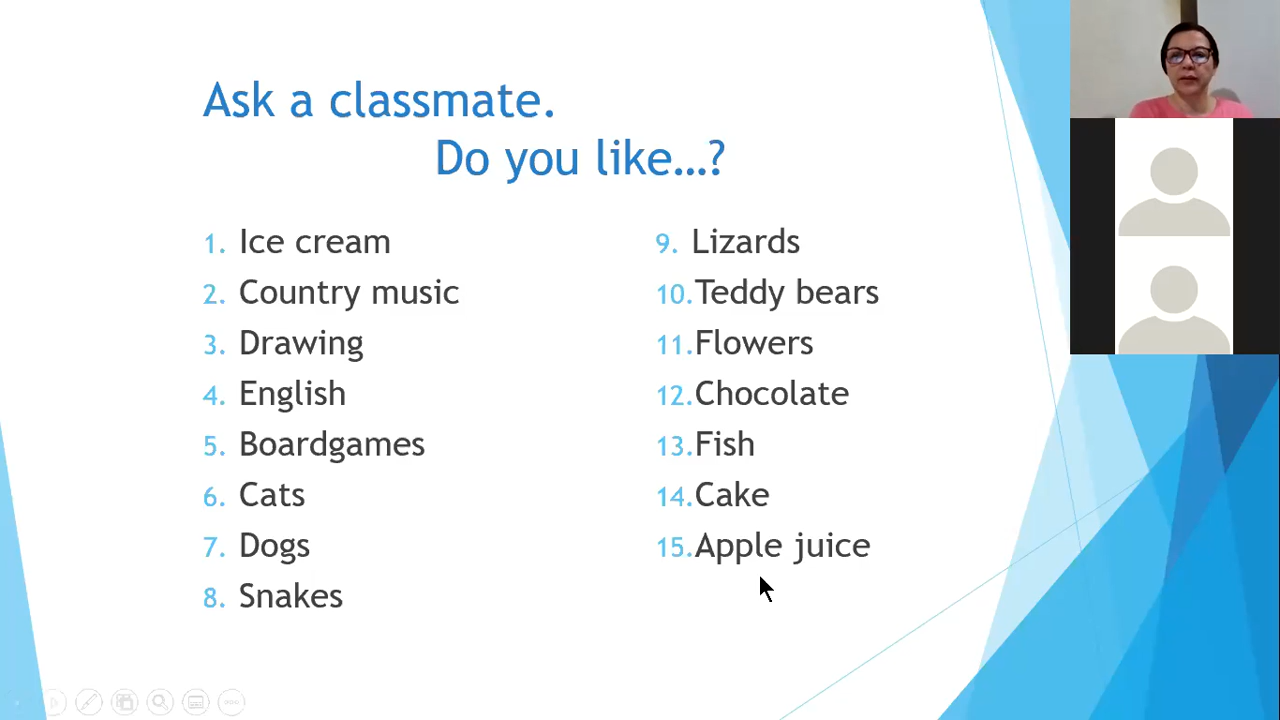 Ask a classmate.
Do you like...?
1. Ice cream
2. Country music
3. Drawing
4. English
5. Boardgames
6. Cats
7. Dogs
8. Snakes
9. Lizards
10. Teddy bears
11. Flowers
12. Chocolate
13. Fish
14. Cake
15. Apple juice